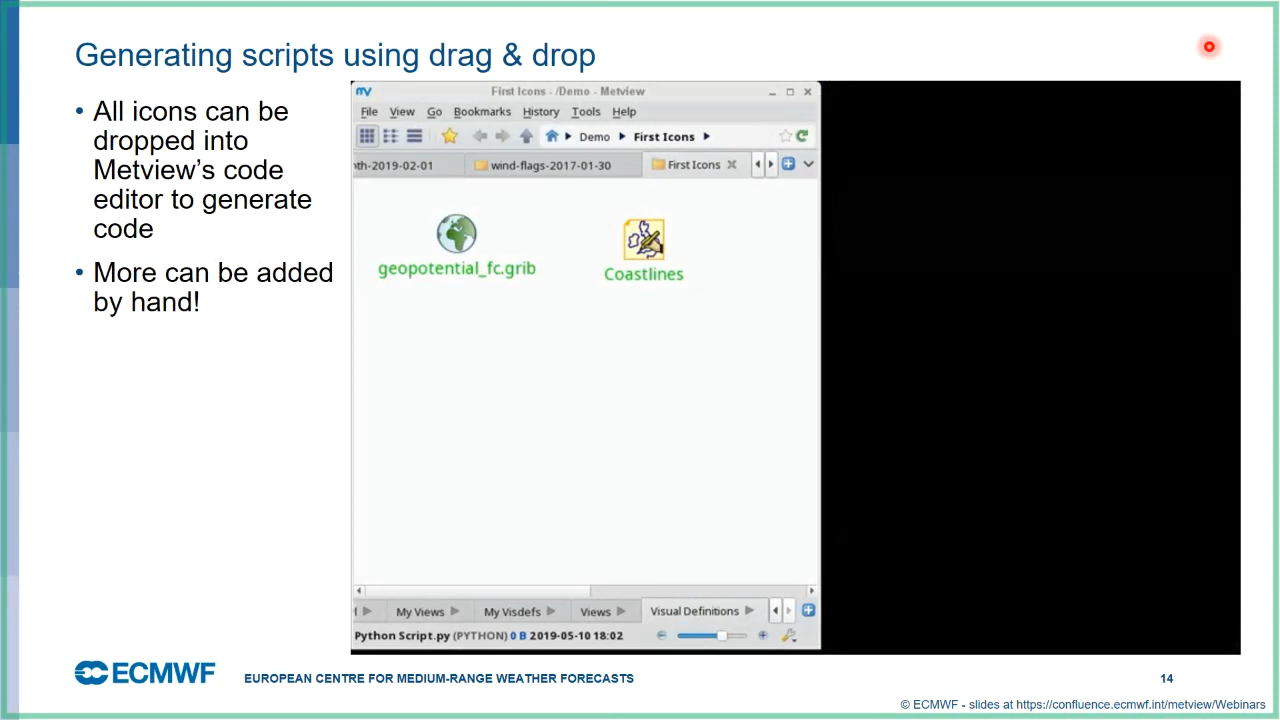 Generating scripts using drag & drop
• All icons can be
dropped into
Metview's code
editor to generate
code
• More can be added
by hand!
First Icons - /Demo - Metview
File View Go Bookmarks History Tools Help
Demo First Icons
nth-2019-02-01 wind-flags-2017-01-30 First Icons
geopotential_fc.grib Coastlines
My Views My Visdefs Views Visual Definitions
Python Script.py (PYTHON) 0 B 2019-05-10 18:02
ECMWF EUROPEAN CENTRE FOR MEDIUM-RANGE WEATHER FORECASTS 14
© ECMWF - slides at https://confluence.ecmwf.int/metview/Webinars